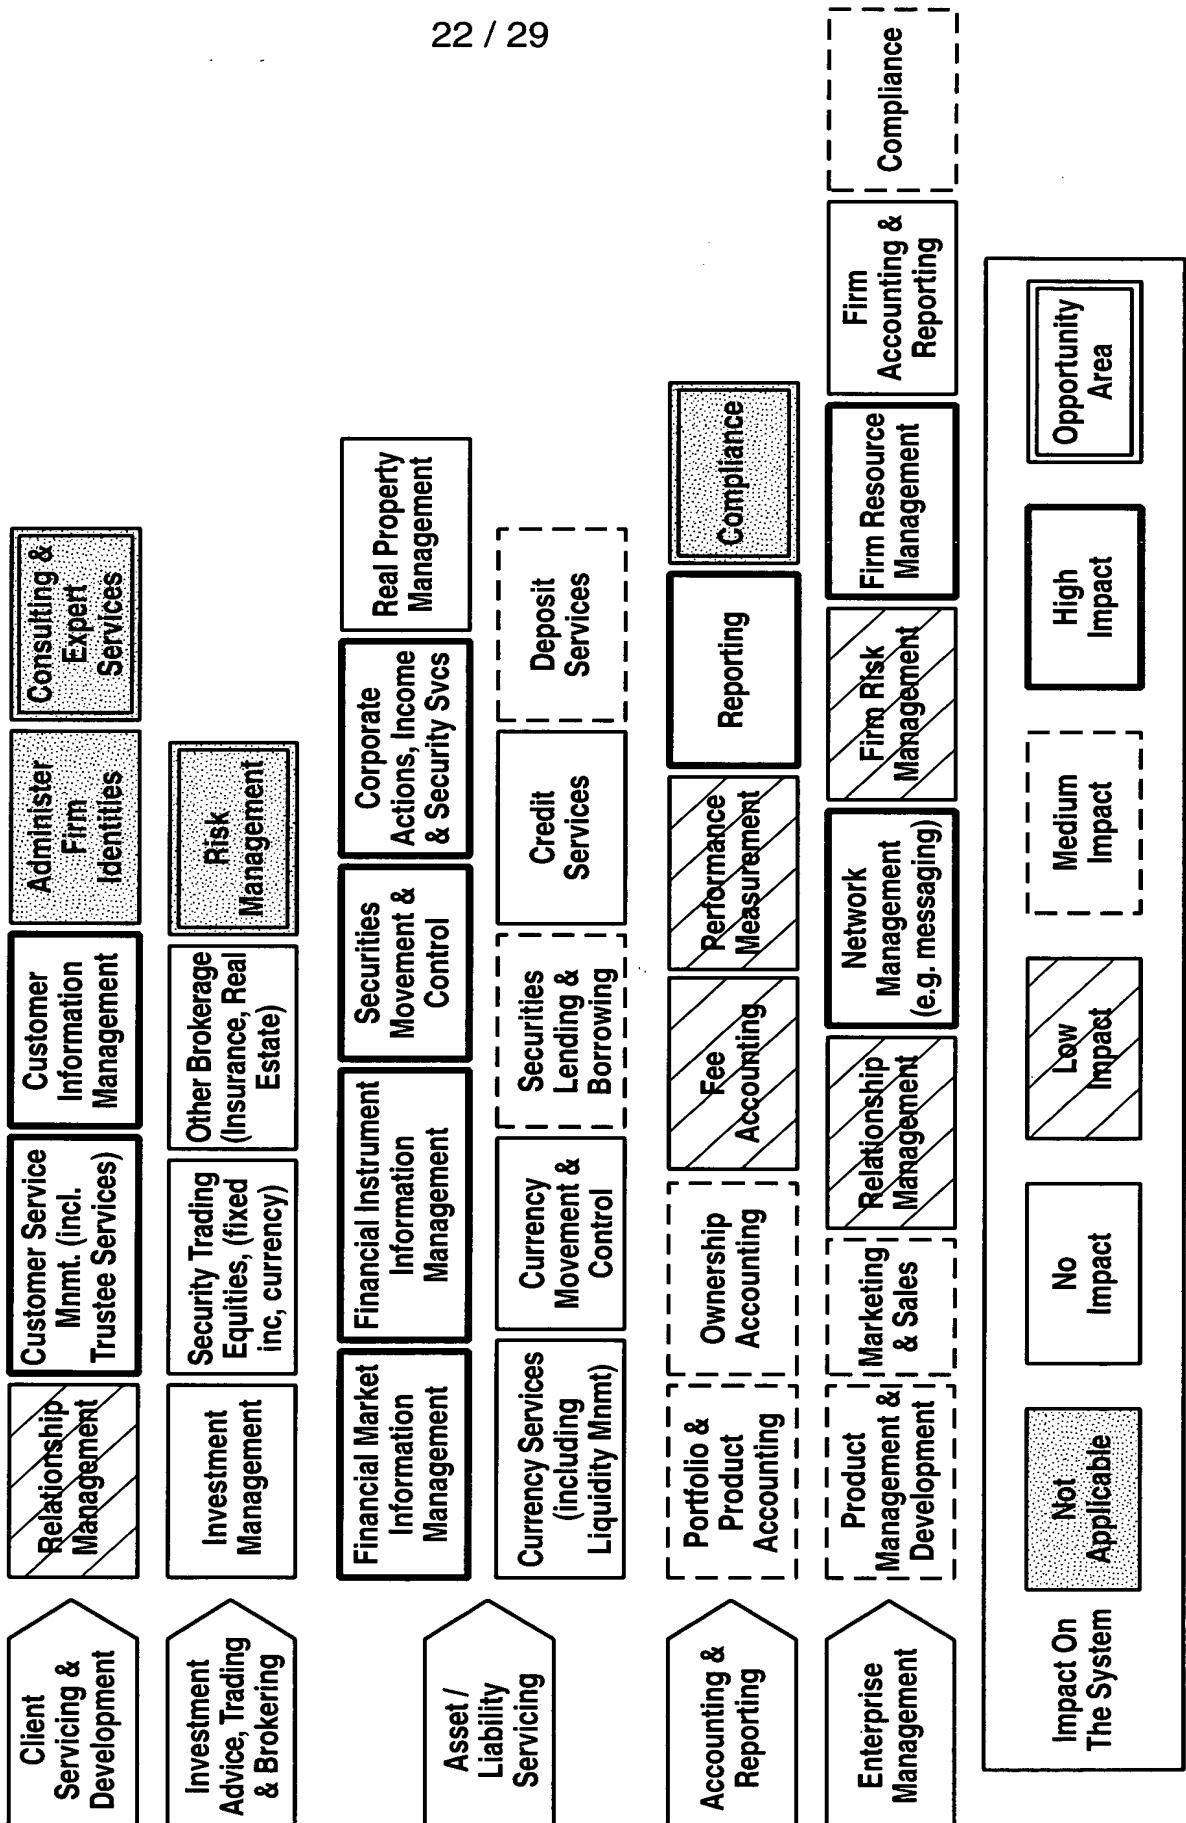 22 / 29
Client
Servicing &
Development
Relationship
Management
Customer Service
Mnmt. (incl.
Trustee Services)
Customer
Information
Management
Administer
Firm
Identities
Consulting &
Expert
Services
Investment
Advice, Trading
& Brokering
Investment
Management
Security Trading
Equities, (fixed
inc, currency)
Other Brokerage
(Insurance, Real
Estate)
Risk
Management
Asset /
Liability
Servicing
Financial Market
Information
Management
Financial Instrument
Information
Management
Securities
Movement &
Control
Corporate
Actions, Income
& Security Svcs
Real Property
Management
Currency Services
(including
Liquidity Mnmt)
Currency
Movement &
Control
Securities
Lending &
Borrowing
Credit
Services
Deposit
Services
Accounting &
Reporting
Portfolio &
Product
Accounting
Ownership
Accounting
Fee
Accounting
Performance
Measurement
Reporting
Compliance
Enterprise
Management
Product
Management &
Development
Marketing
& Sales
Relationship
Management
Network
Management
(e.g. messaging)
Firm Risk
Management
Firm Resource
Management
Firm
Accounting &
Reporting
Compliance
Impact On
The System
Not
Applicable
No
Impact
Low
Impact
Medium
Impact
High
Impact
Opportunity
Area